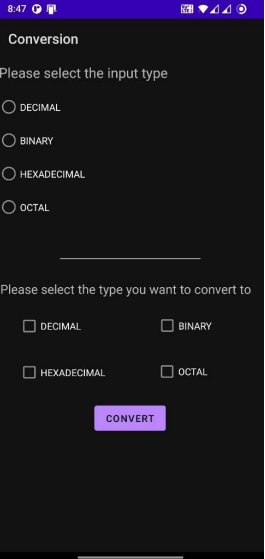 8:47
Conversion
Please select the input type
DECIMAL
BINARY
HEXADECIMAL
OCTAL
Please select the type you want to convert to
DECIMAL BINARY
HEXADECIMAL OCTAL
CONVERT